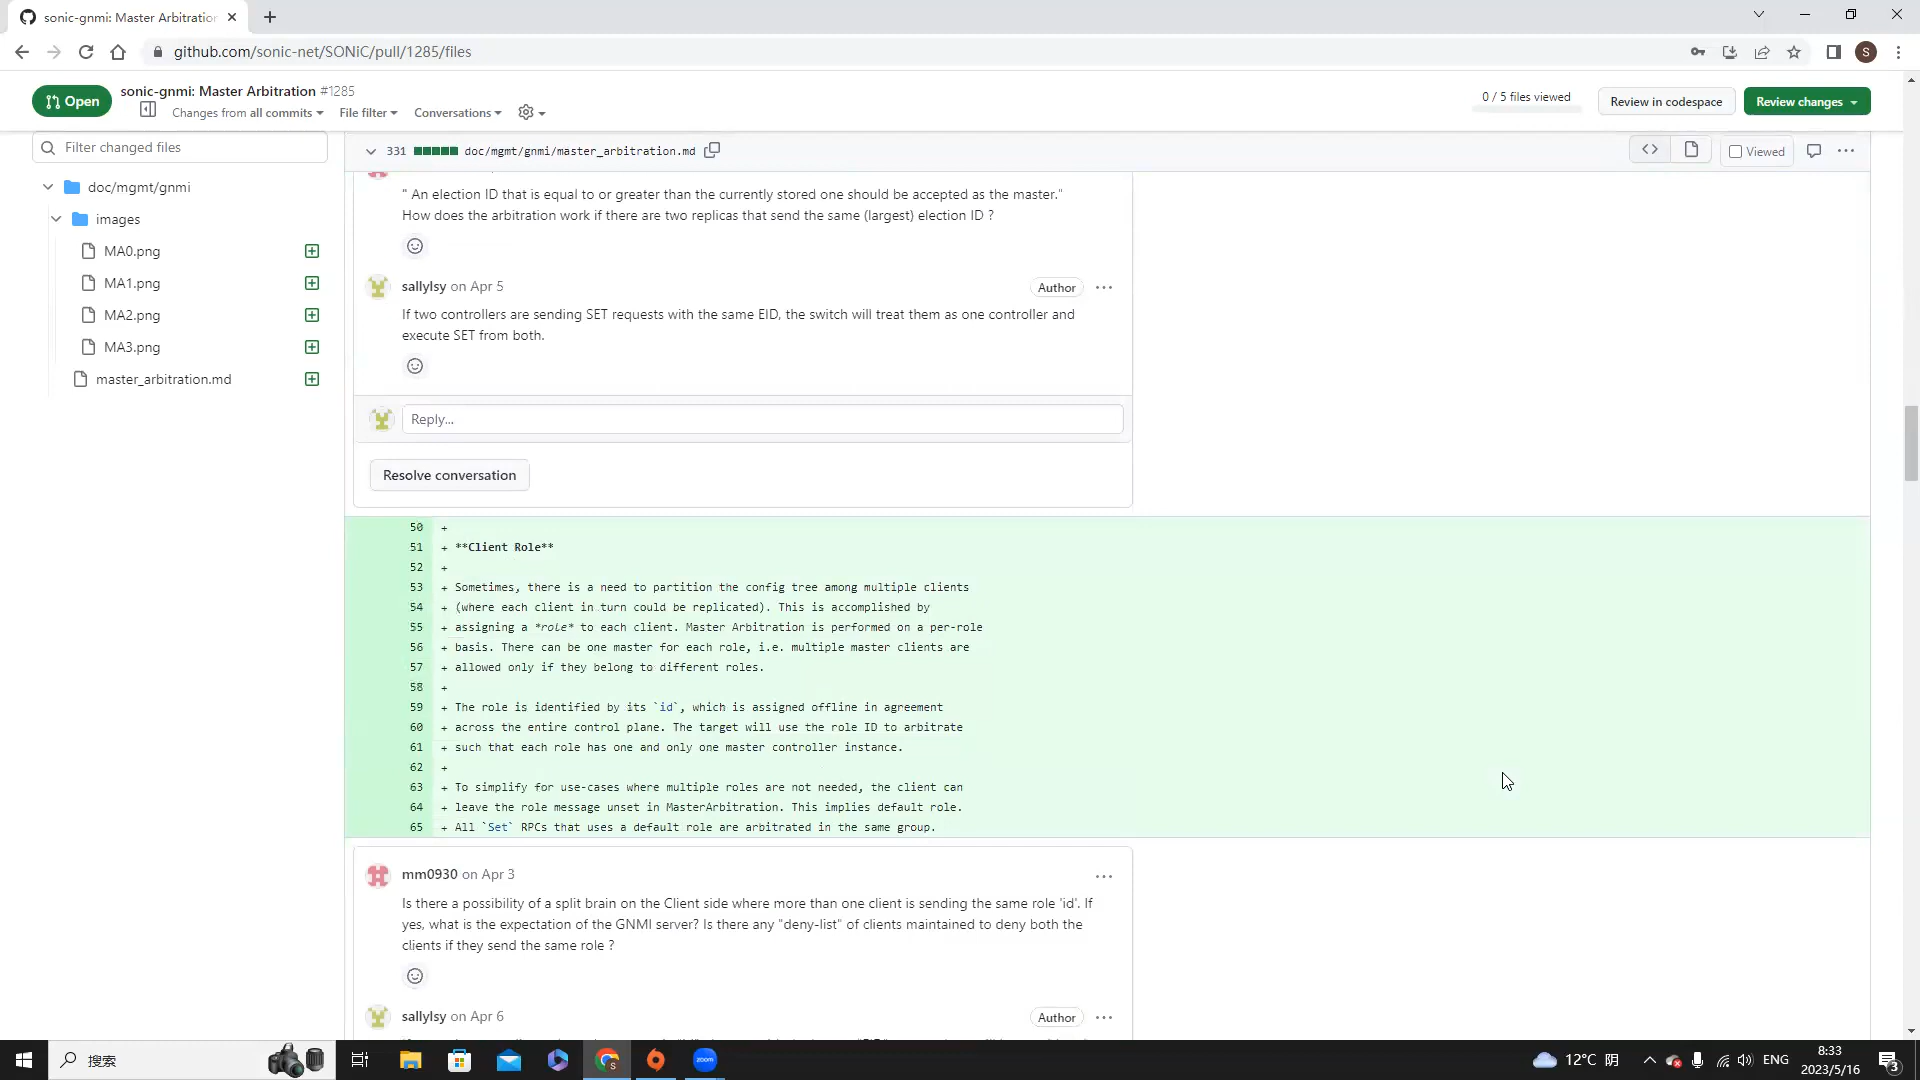 sonic-gnmi: Master Arbitration
github.com/sonic-net/SONiC/pull/1285/files
S
Open
sonic-gnmi: Master Arbitration #1285
Changes from all commits
File filter
Conversations
0 / 5 files viewed
Review in codespace
Review changes
Filter changed files
doc/mgmt/gnmi
images
MA0.png
MA1.png
MA2.png
MA3.png
master_arbitration.md
331
doc/mgmt/gnmi/master_arbitration.md
Viewed
" An election ID that is equal to or greater than the currently stored one should be accepted as the master."
How does the arbitration work if there are two replicas that send the same (largest) election ID ?
sallylsy on Apr 5
Author
If two controllers are sending SET requests with the same EID, the switch will treat them as one controller and
execute SET from both.
Reply...
Resolve conversation
50 +
51 + **Client Role**
52 +
53 + Sometimes, there is a need to partition the config tree among multiple clients
54 + (where each client in turn could be replicated). This is accomplished by
55 + assigning a *role* to each client. Master Arbitration is performed on a per-role
56 + basis. There can be one master for each role, i.e. multiple master clients are
57 + allowed only if they belong to different roles.
58 +
59 + The role is identified by its `id`, which is assigned offline in agreement
60 + across the entire control plane. The target will use the role ID to arbitrate
61 + such that each role has one and only one master controller instance.
62 +
63 + To simplify for use-cases where multiple roles are not needed, the client can
64 + leave the role message unset in MasterArbitration. This implies default role.
65 + All `Set` RPCs that uses a default role are arbitrated in the same group.
mm0930 on Apr 3
Is there a possibility of a split brain on the Client side where more than one client is sending the same role 'id'. If
yes, what is the expectation of the GNMI server? Is there any "deny-list" of clients maintained to deny both the
clients if they send the same role ?
sallylsy on Apr 6
Author
搜索
zoom
12°C 阴
ENG
8:33
2023/5/16
3